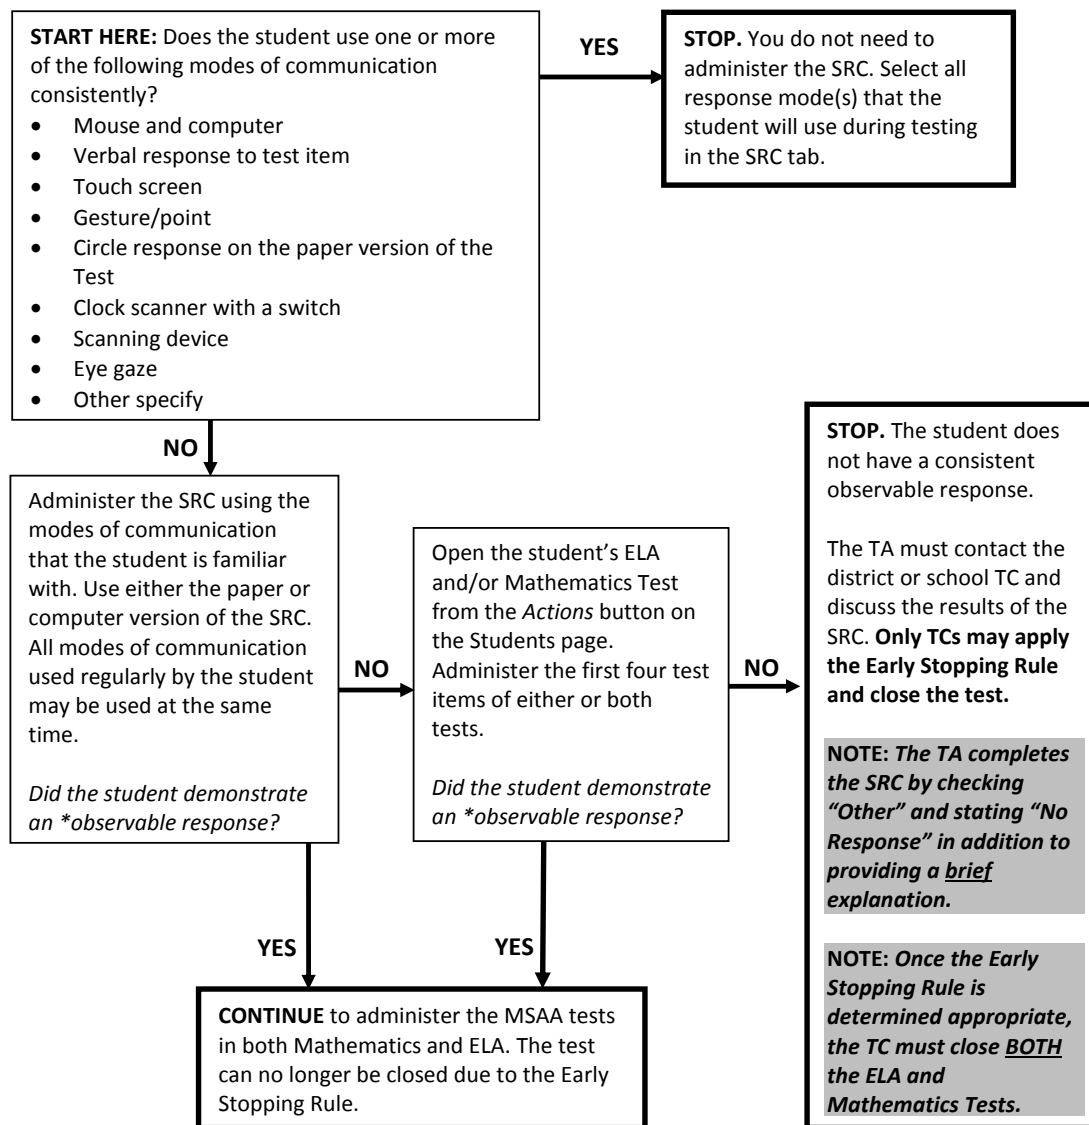 START HERE: Does the student use one or more
of the following modes of communication
consistently?
• Mouse and computer
• Verbal response to test item
• Touch screen
• Gesture/point
• Circle response on the paper version of the
Test
• Clock scanner with a switch
• Scanning device
• Eye gaze
• Other specify
YES
STOP. You do not need to
administer the SRC. Select all
response mode(s) that the
student will use during testing
in the SRC tab.
NO
Administer the SRC using the
modes of communication
that the student is familiar
with. Use either the paper or
computer version of the SRC.
All modes of communication
used regularly by the student
may be used at the same
time.
Did the student demonstrate
an *observable response?
NO
Open the student’s ELA
and/or Mathematics Test
from the Actions button on
the Students page.
Administer the first four test
items of either or both
tests.
Did the student demonstrate
an *observable response?
NO
STOP. The student does
not have a consistent
observable response.
The TA must contact the
district or school TC and
discuss the results of the
SRC. Only TCs may apply
the Early Stopping Rule
and close the test.
NOTE: The TA completes
the SRC by checking
“Other” and stating “No
Response” in addition to
providing a brief
explanation.
NOTE: Once the Early
Stopping Rule is
determined appropriate,
the TC must close BOTH
the ELA and
Mathematics Tests.
YES
YES
CONTINUE to administer the MSAA tests
in both Mathematics and ELA. The test
can no longer be closed due to the Early
Stopping Rule.